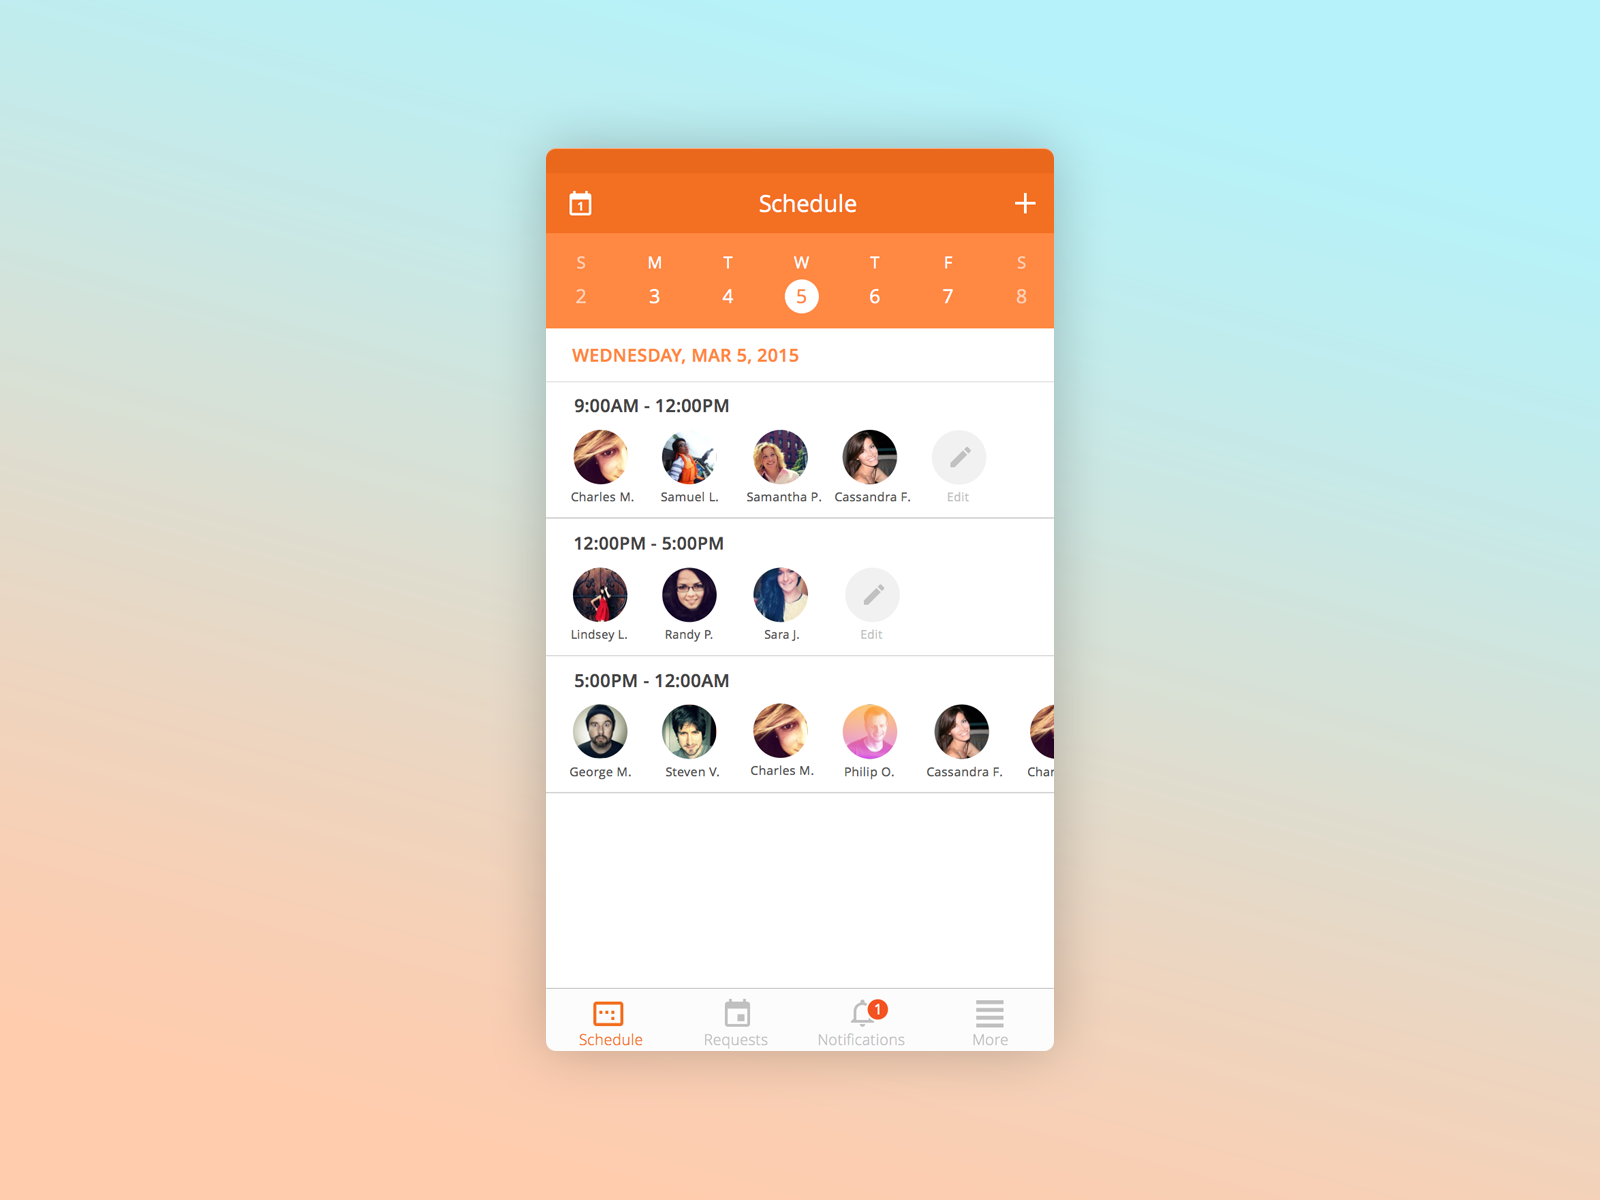 1 Schedule +
S M T W T F S
2 3 4 5 6 7 8
WEDNESDAY, MAR 5, 2015
9:00AM - 12:00PM
Charles M. Samuel L. Samantha P. Cassandra F. Edit
12:00PM - 5:00PM
Lindsey L. Randy P. Sara J. Edit
5:00PM - 12:00AM
George M. Steven V. Charles M. Philip O. Cassandra F. Char
1
Schedule Requests Notifications More